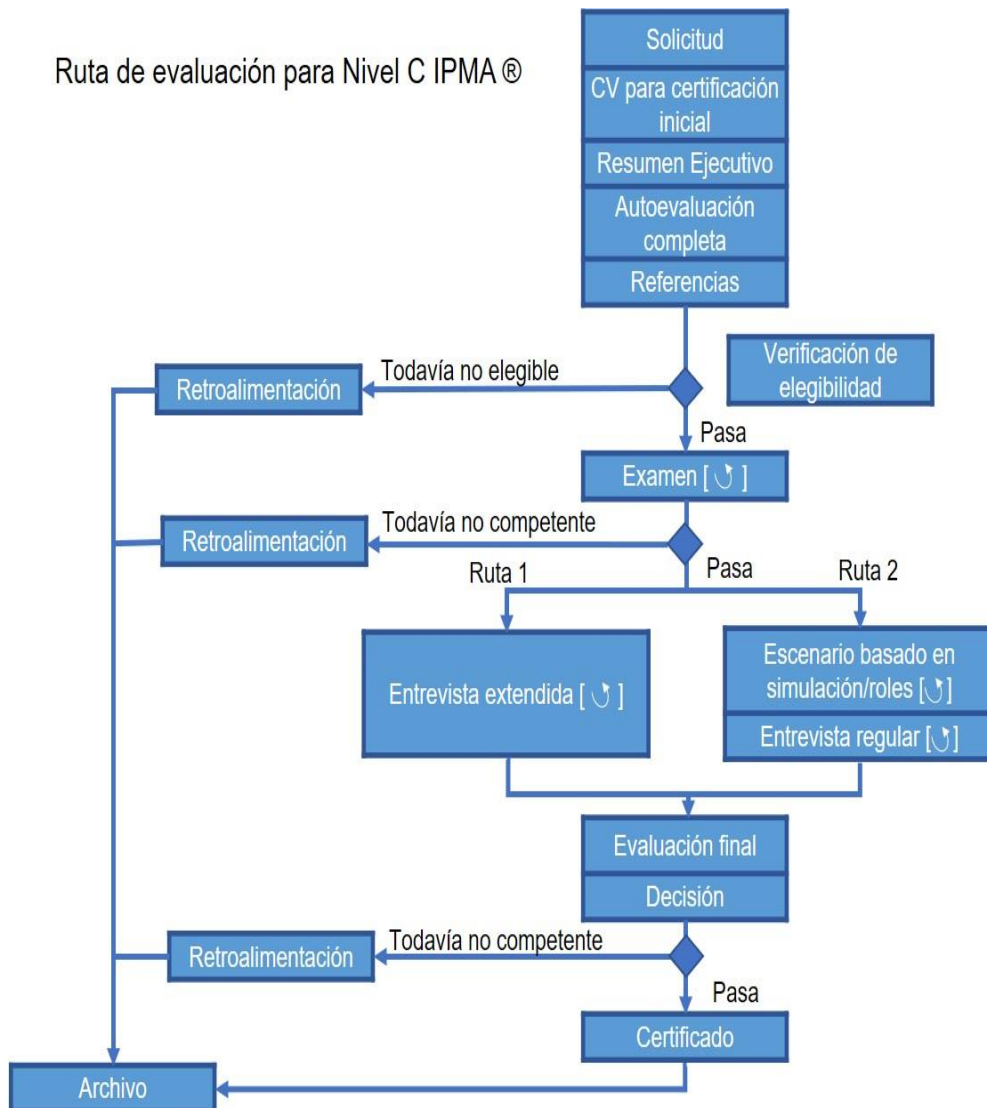 Ruta de evaluación para Nivel C IPMA ®
Solicitud
CV para certificación
inicial
Resumen Ejecutivo
Autoevaluación
completa
Referencias
Verificación de
elegibilidad
Todavía no elegible
Retroalimentación
Pasa
Examen [ ↺ ]
Todavía no competente
Retroalimentación
Pasa
Ruta 1
Ruta 2
Entrevista extendida [ ↺ ]
Escenario basado en
simulación/roles [↺]
Entrevista regular [↺]
Evaluación final
Decisión
Todavía no competente
Retroalimentación
Pasa
Certificado
Archivo